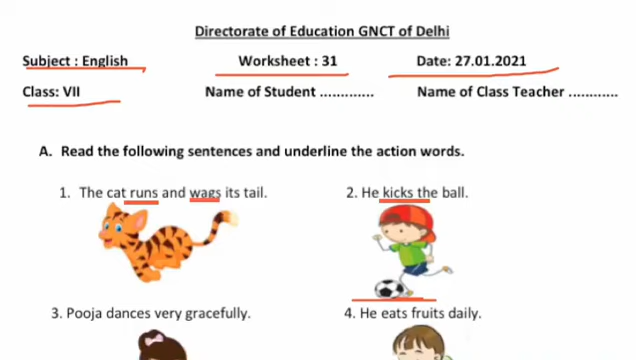 Directorate of Education GNCT of Delhi
Subject : English Worksheet : 31 Date: 27.01.2021
Class: VII Name of Student ............. Name of Class Teacher ............
A. Read the following sentences and underline the action words.
1. The cat runs and wags its tail. 2. He kicks the ball.
3. Pooja dances very gracefully. 4. He eats fruits daily.